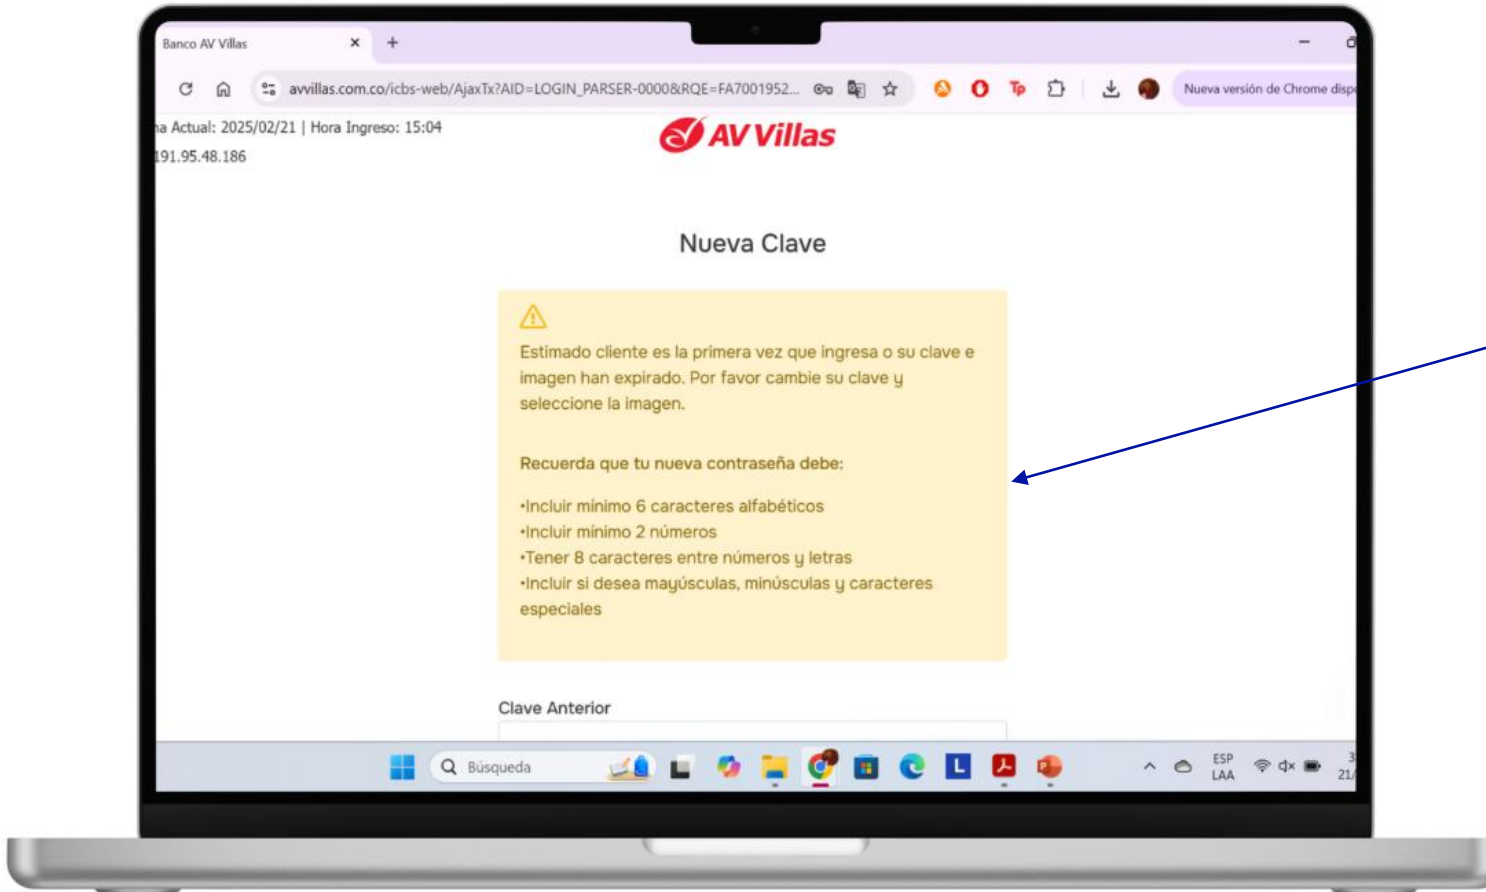 Banco AV Villas
avvillas.com.co/icbs-web/AjaxTx?AID=LOGIN_PARSER-0000&RQE=FA7001952...
Tp
Nueva versión de Chrome
Actual: 2025/02/21 | Hora Ingreso: 15:04
191.95.48.186
AV Villas
Nueva Clave
Estimado cliente es la primera vez que ingresa o su clave e
imagen han expirado. Por favor cambie su clave y
seleccione la imagen.
Recuerda que tu nueva contraseña debe:
•Incluir mínimo 6 caracteres alfabéticos
•Incluir mínimo 2 números
•Tener 8 caracteres entre números y letras
•Incluir si desea mayúsculas, minúsculas y caracteres
especiales
Clave Anterior
Búsqueda
L
ESP
LAA
21/